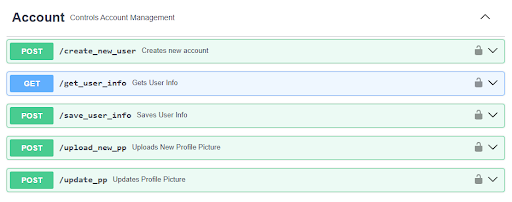 Account Controls Account Management
POST /create_new_user Creates new account
GET /get_user_info Gets User Info
POST /save_user_info Saves User Info
POST /upload_new_pp Uploads New Profile Picture
POST /update_pp Updates Profile Picture